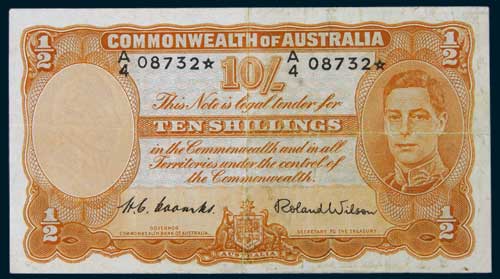 ½ COMMONWEALTH OF AUSTRALIA ½
A/4 08732☆ A/4 08732☆
10/-
This Note is legal tender for
TEN SHILLINGS
in the Commonwealth and in all
Territories under the control of
the Commonwealth.
H.C. Coombs. Roland Wilson
GOVERNOR SECRETARY TO THE TREASURY
COMMONWEALTH BANK OF AUSTRALIA
½ AUSTRALIA ½